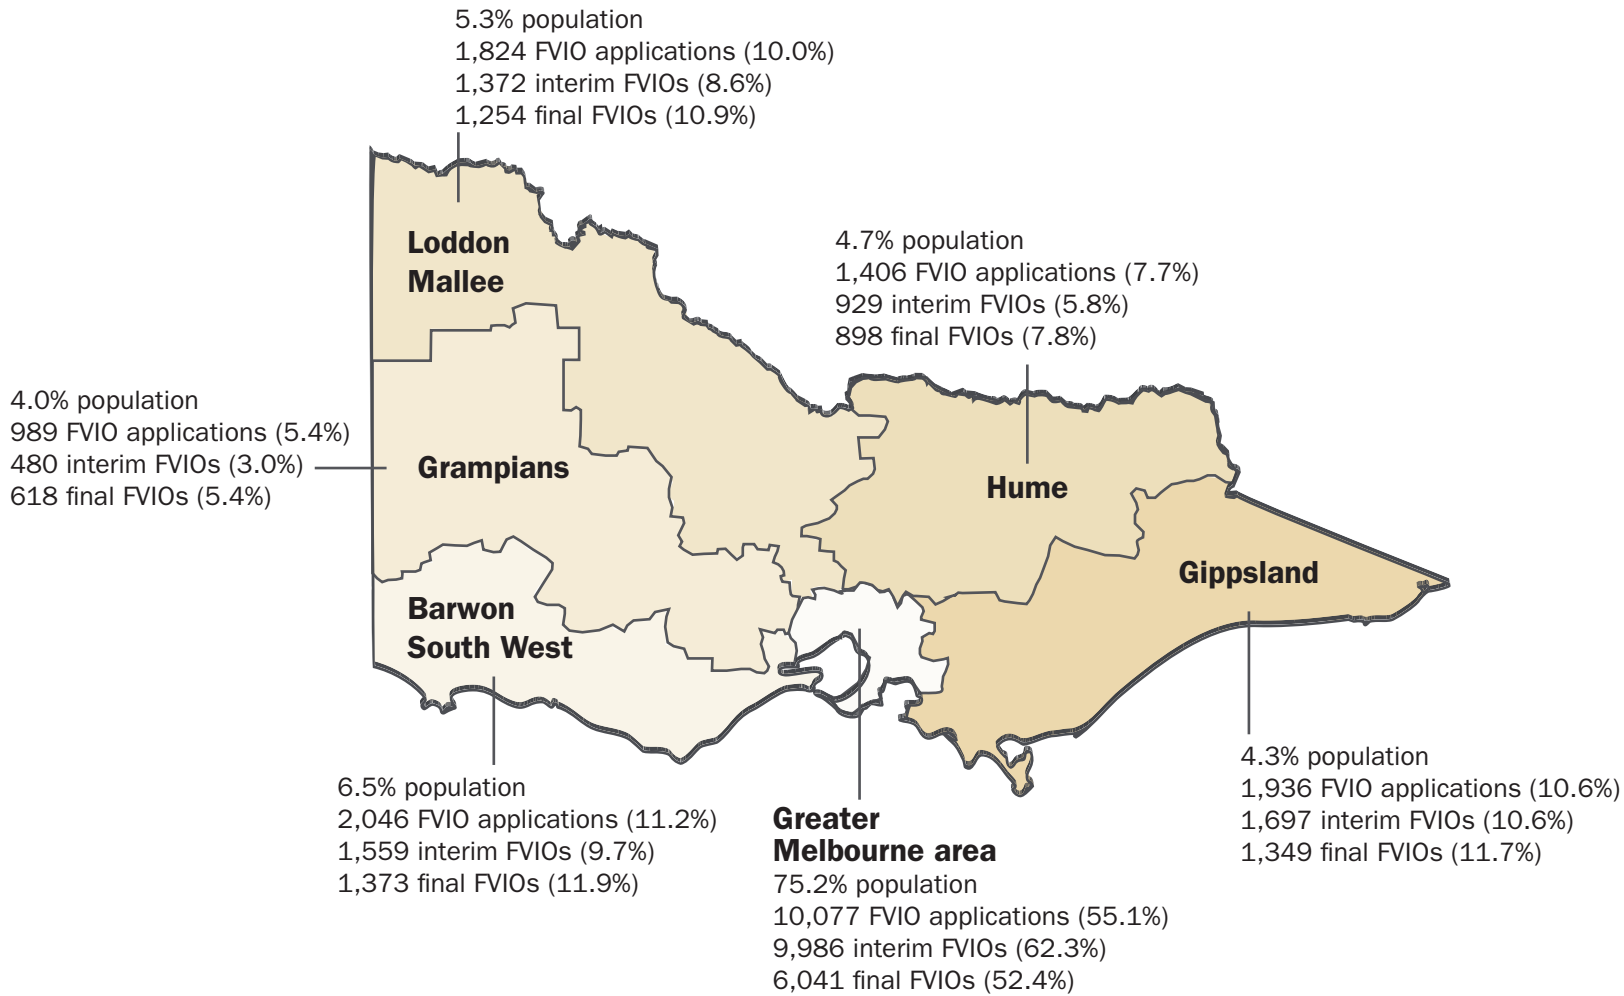 5.3% population
1,824 FVIO applications (10.0%)
1,372 interim FVIOs (8.6%)
1,254 final FVIOs (10.9%)
Loddon
Mallee
4.7% population
1,406 FVIO applications (7.7%)
929 interim FVIOs (5.8%)
898 final FVIOs (7.8%)
Hume
4.0% population
989 FVIO applications (5.4%)
480 interim FVIOs (3.0%)
618 final FVIOs (5.4%)
Grampians
Gippsland
4.3% population
1,936 FVIO applications (10.6%)
1,697 interim FVIOs (10.6%)
1,349 final FVIOs (11.7%)
Barwon
South West
6.5% population
2,046 FVIO applications (11.2%)
1,559 interim FVIOs (9.7%)
1,373 final FVIOs (11.9%)
Greater
Melbourne area
75.2% population
10,077 FVIO applications (55.1%)
9,986 interim FVIOs (62.3%)
6,041 final FVIOs (52.4%)